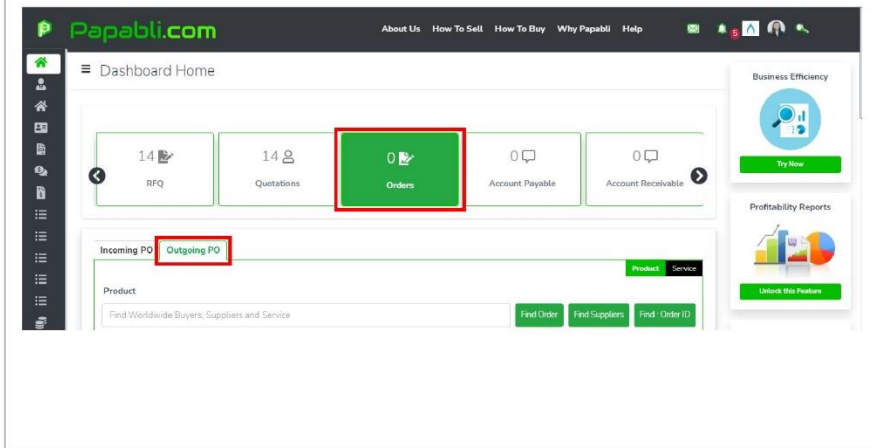 Papabli.com
About Us How To Sell How To Buy Why Papabli Help
5
Dashboard Home
14
RFQ
14
Quotations
0
Orders
0
Account Payable
0
Account Receivable
Incoming PO Outgoing PO
Product Service
Product
Find Worldwide Buyers, Suppliers and Service
Find Order Find Suppliers Find : Order ID
Business Efficiency
Try Now
Profitability Reports
Unlock this Feature